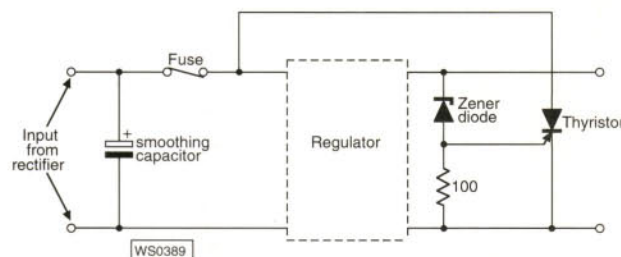 Fuse
Input
from
rectifier
+
smoothing
capacitor
Regulator
Zener
diode
Thyristor
100
WS0389